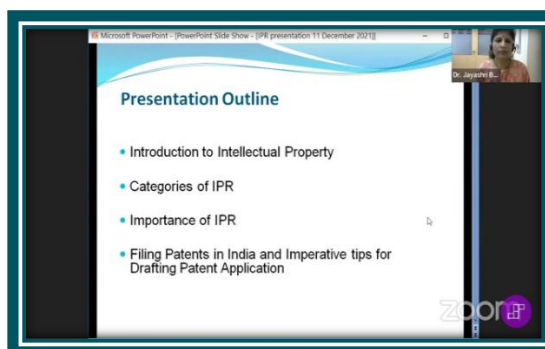 Microsoft PowerPoint - [PowerPoint Slide Show - [IPR presentation 11 December 2021]]
Dr. Jayashri B...
Presentation Outline
• Introduction to Intellectual Property
• Categories of IPR
• Importance of IPR
• Filing Patents in India and Imperative tips for
Drafting Patent Application
zoom